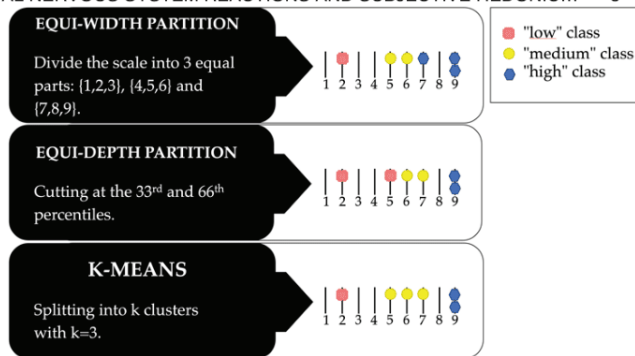 EQUI-WIDTH PARTITION
Divide the scale into 3 equal
parts: {1,2,3}, {4,5,6} and
{7,8,9}.
1 2 3 4 5 6 7 8 9
"low" class
"medium" class
"high" class
EQUI-DEPTH PARTITION
Cutting at the 33rd and 66th
percentiles.
1 2 3 4 5 6 7 8 9
K-MEANS
Splitting into k clusters
with k=3.
1 2 3 4 5 6 7 8 9